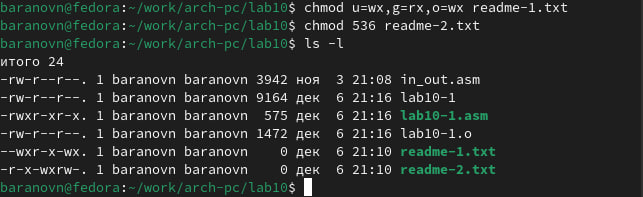 baranovn@fedora:~/work/arch-pc/lab10$ chmod u=wx,g=rx,o=wx readme-1.txt
baranovn@fedora:~/work/arch-pc/lab10$ chmod 536 readme-2.txt
baranovn@fedora:~/work/arch-pc/lab10$ ls -l
итого 24
-rw-r--r--. 1 baranovn baranovn 3942 ноя  3 21:08 in_out.asm
-rw-r--r--. 1 baranovn baranovn 9164 дек  6 21:16 lab10-1
-rwxr-xr-x. 1 baranovn baranovn  575 дек  6 21:16 lab10-1.asm
-rw-r--r--. 1 baranovn baranovn 1472 дек  6 21:16 lab10-1.o
--wxr-x-wx. 1 baranovn baranovn    0 дек  6 21:10 readme-1.txt
-r-x-wxrw-. 1 baranovn baranovn    0 дек  6 21:10 readme-2.txt
baranovn@fedora:~/work/arch-pc/lab10$